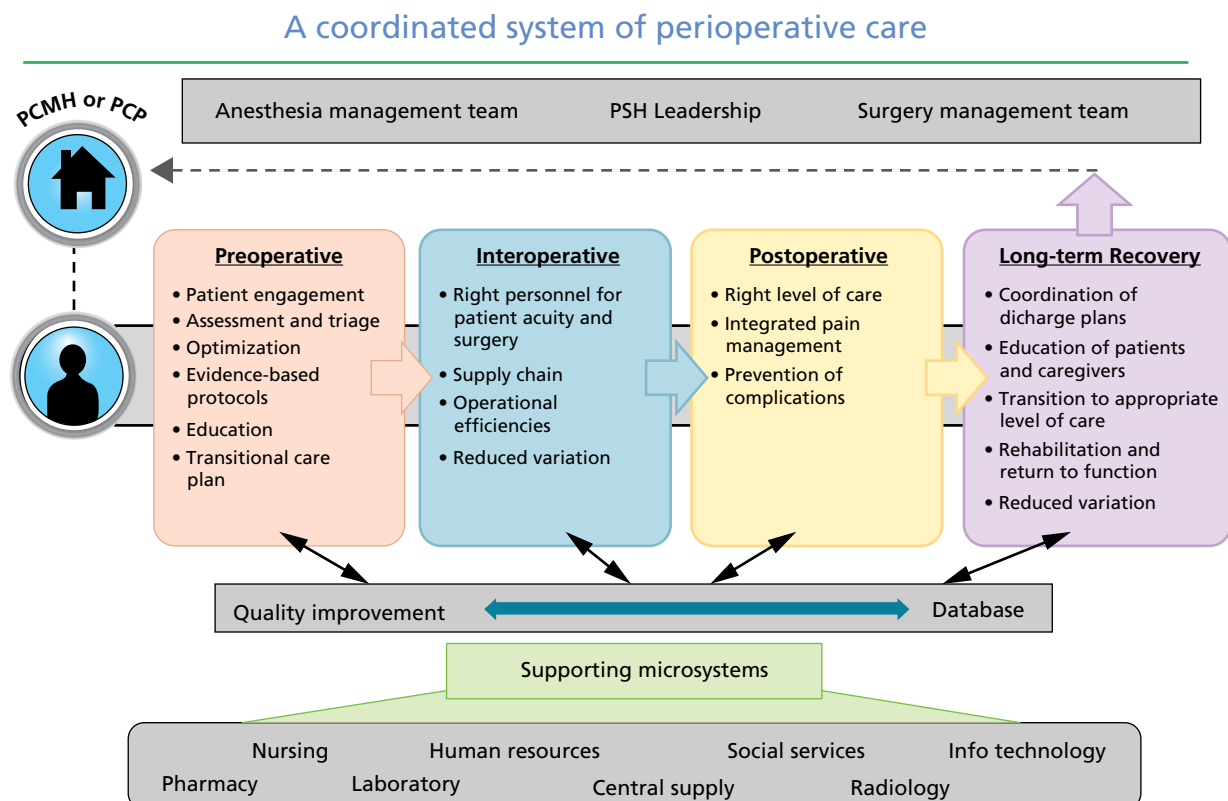 A coordinated system of perioperative care
PCMH or PCP
Anesthesia management team PSH Leadership Surgery management team
Preoperative
• Patient engagement
• Assessment and triage
• Optimization
• Evidence-based
protocols
• Education
• Transitional care
plan
Interoperative
• Right personnel for
patient acuity and
surgery
• Supply chain
• Operational
efficiencies
• Reduced variation
Postoperative
• Right level of care
• Integrated pain
management
• Prevention of
complications
Long-term Recovery
• Coordination of
dicharge plans
• Education of patients
and caregivers
• Transition to appropriate
level of care
• Rehabilitation and
return to function
• Reduced variation
Quality improvement Database
Supporting microsystems
Nursing Human resources Social services Info technology
Pharmacy Laboratory Central supply Radiology